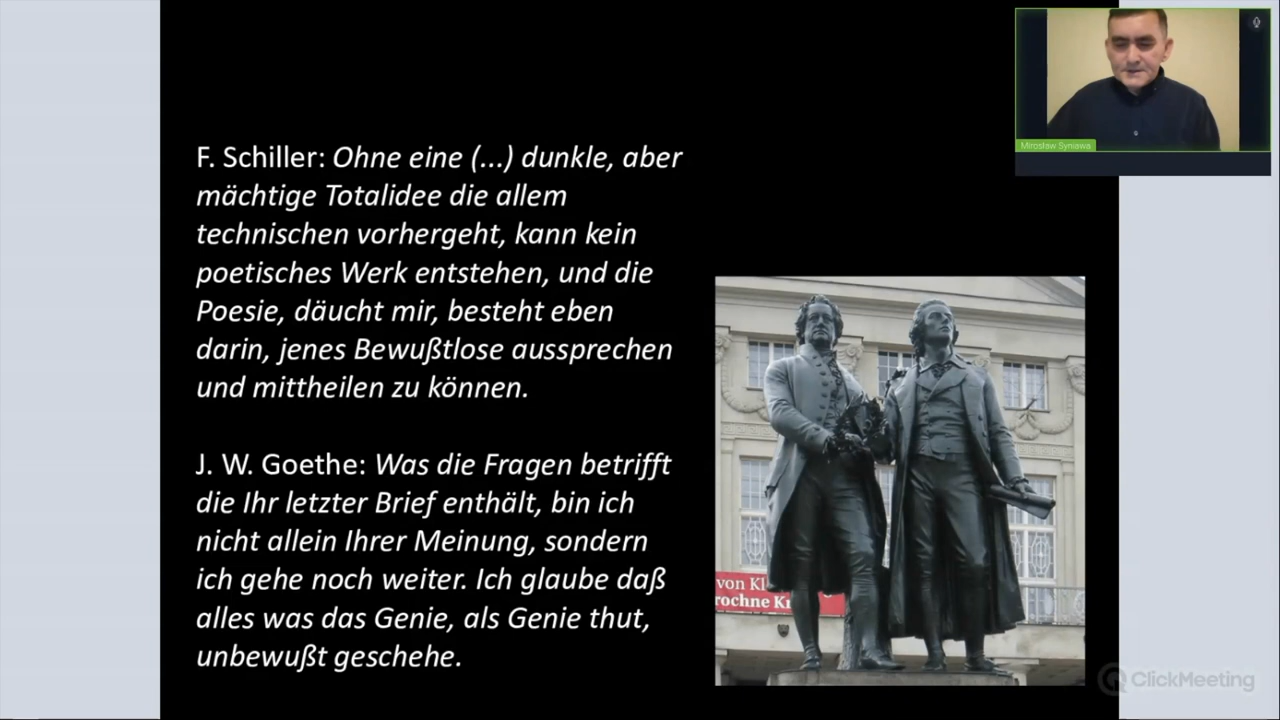 F. Schiller: Ohne eine (...) dunkle, aber
mächtige Totalidee die allem
technischen vorhergeht, kann kein
poetisches Werk entstehen, und die
Poesie, däucht mir, besteht eben
darin, jenes Bewußtlose aussprechen
und mittheilen zu können.
J. W. Goethe: Was die Fragen betrifft
die Ihr letzter Brief enthält, bin ich
nicht allein Ihrer Meinung, sondern
ich gehe noch weiter. Ich glaube daß
alles was das Genie, als Genie thut,
unbewußt geschehe.
Mirosław Syniawa
von Kl
rochne K
ClickMeeting